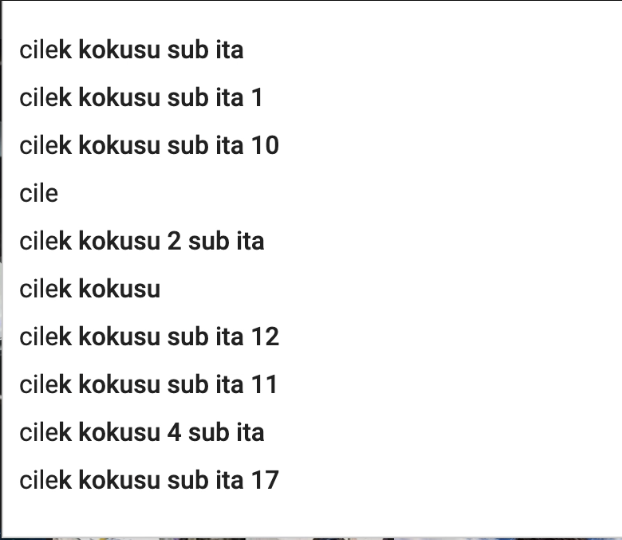 cilek kokusu sub ita
cilek kokusu sub ita 1
cilek kokusu sub ita 10
cile
cilek kokusu 2 sub ita
cilek kokusu
cilek kokusu sub ita 12
cilek kokusu sub ita 11
cilek kokusu 4 sub ita
cilek kokusu sub ita 17